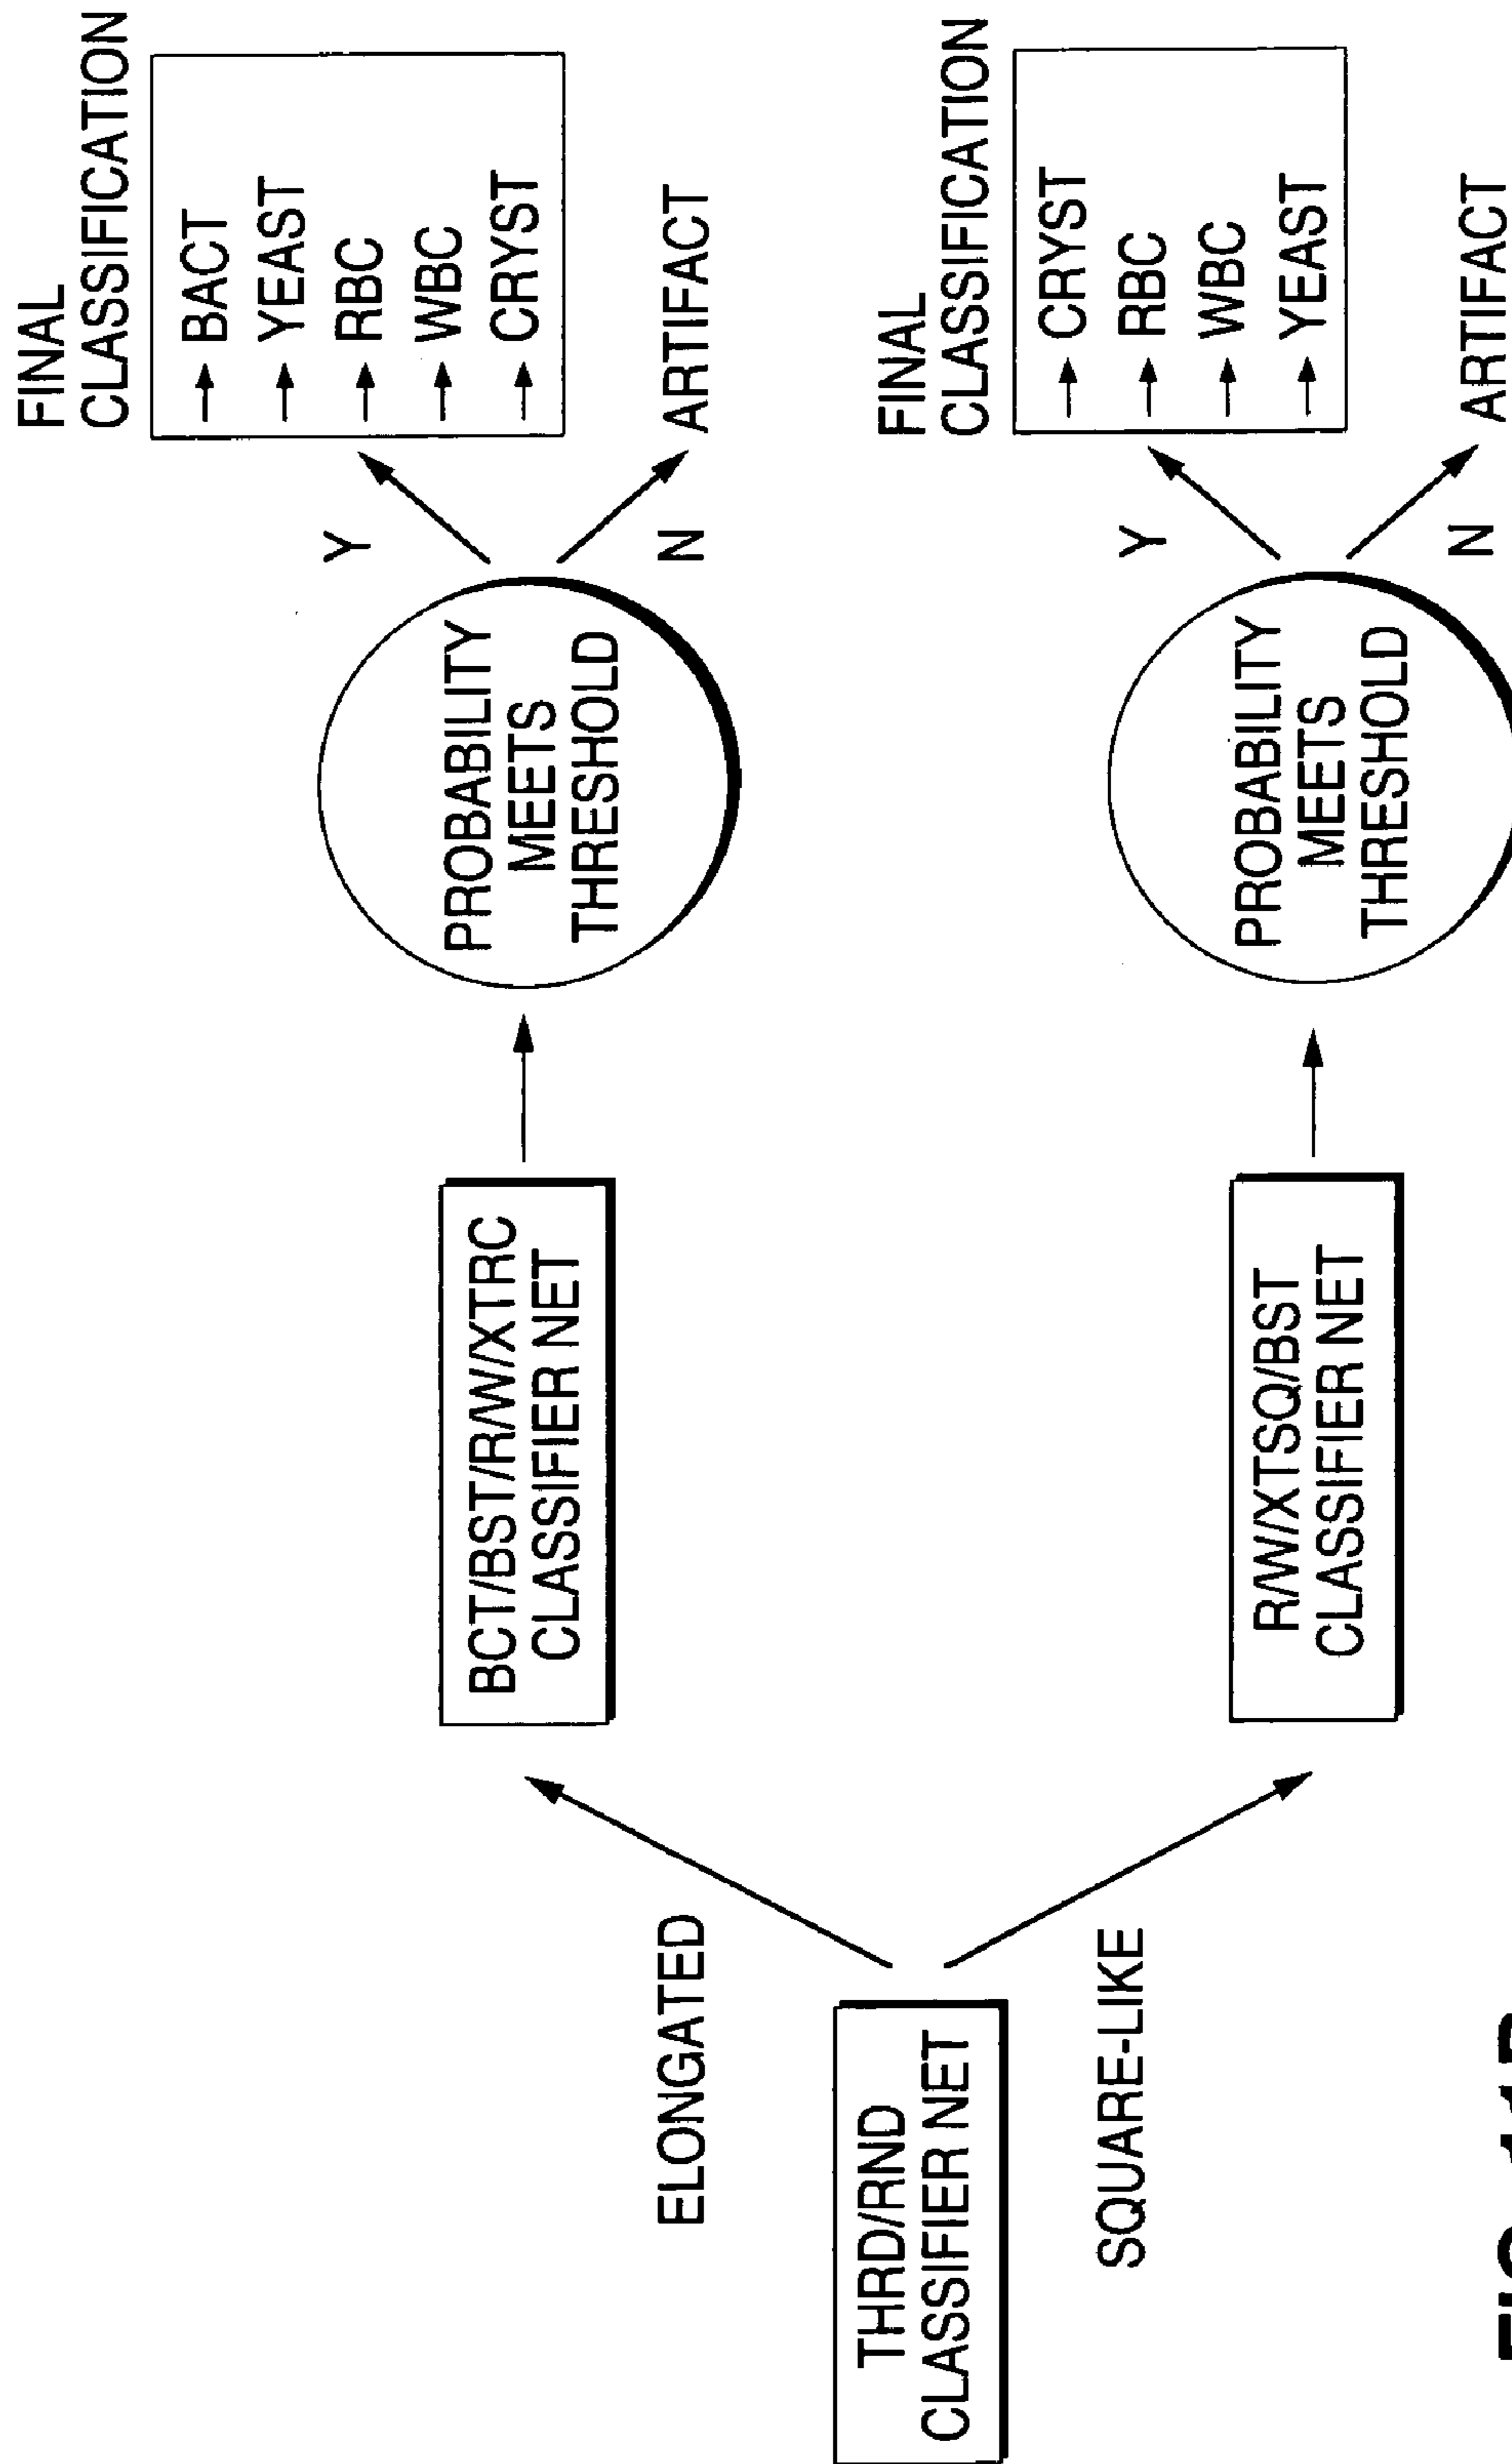 THRD/RND
CLASSIFIER NET
ELONGATED
SQUARE-LIKE
BCT/BST/R/W/XTRC
CLASSIFIER NET
PROBABILITY
MEETS
THRESHOLD
Y
N
FINAL
CLASSIFICATION
BACT
YEAST
RBC
WBC
CRYST
ARTIFACT
R/W/XTSQ/BST
CLASSIFIER NET
PROBABILITY
MEETS
THRESHOLD
Y
N
FINAL
CLASSIFICATION
CRYST
RBC
WBC
YEAST
ARTIFACT